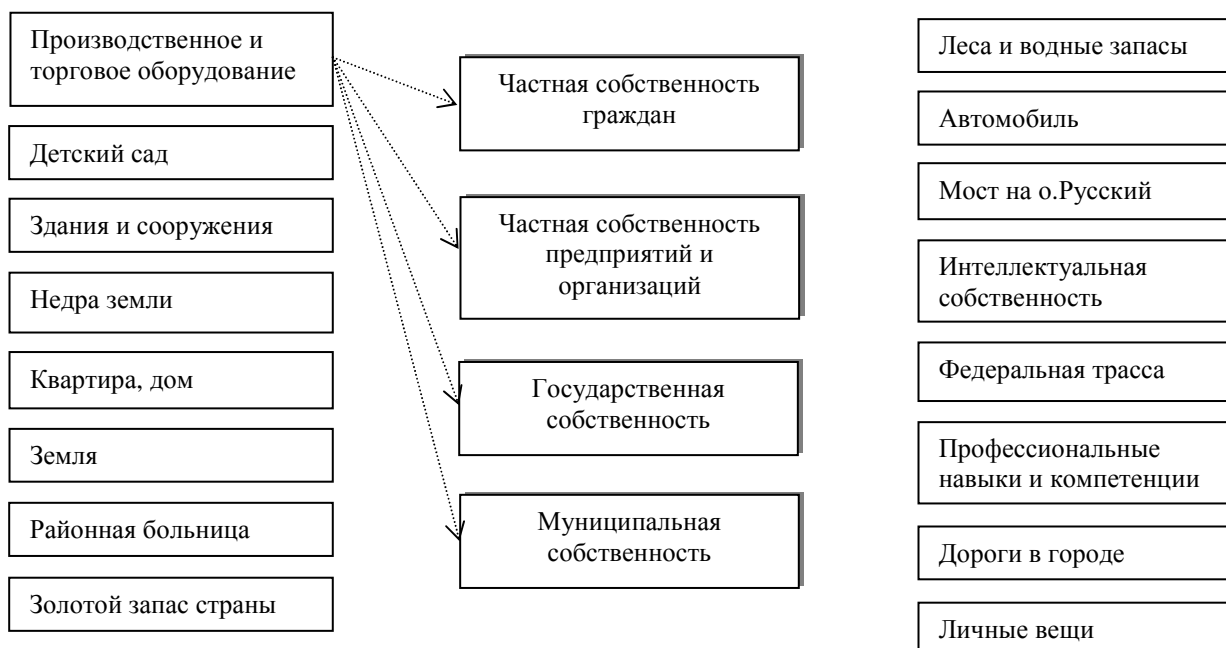 Производственное и
торговое оборудование
Детский сад
Здания и сооружения
Недра земли
Квартира, дом
Земля
Районная больница
Золотой запас страны
Частная собственность
граждан
Частная собственность
предприятий и
организаций
Государственная
собственность
Муниципальная
собственность
Леса и водные запасы
Автомобиль
Мост на о.Русский
Интеллектуальная
собственность
Федеральная трасса
Профессиональные
навыки и компетенции
Дороги в городе
Личные вещи